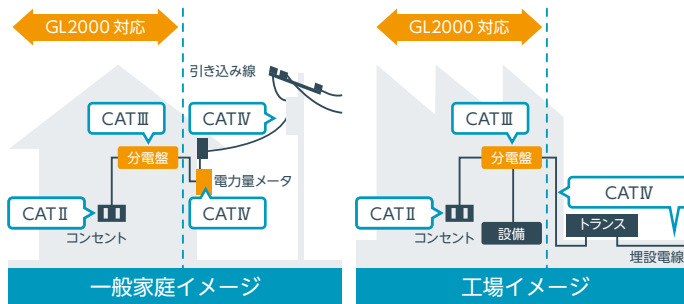 GL2000 対応
引き込み線
CATⅢ
CATⅣ
分電盤
電力量メータ
CATⅡ
CATⅣ
コンセント
一般家庭イメージ
GL2000 対応
CATⅢ
分電盤
CATⅣ
CATⅡ
トランス
コンセント
設備
埋設電線
工場イメージ